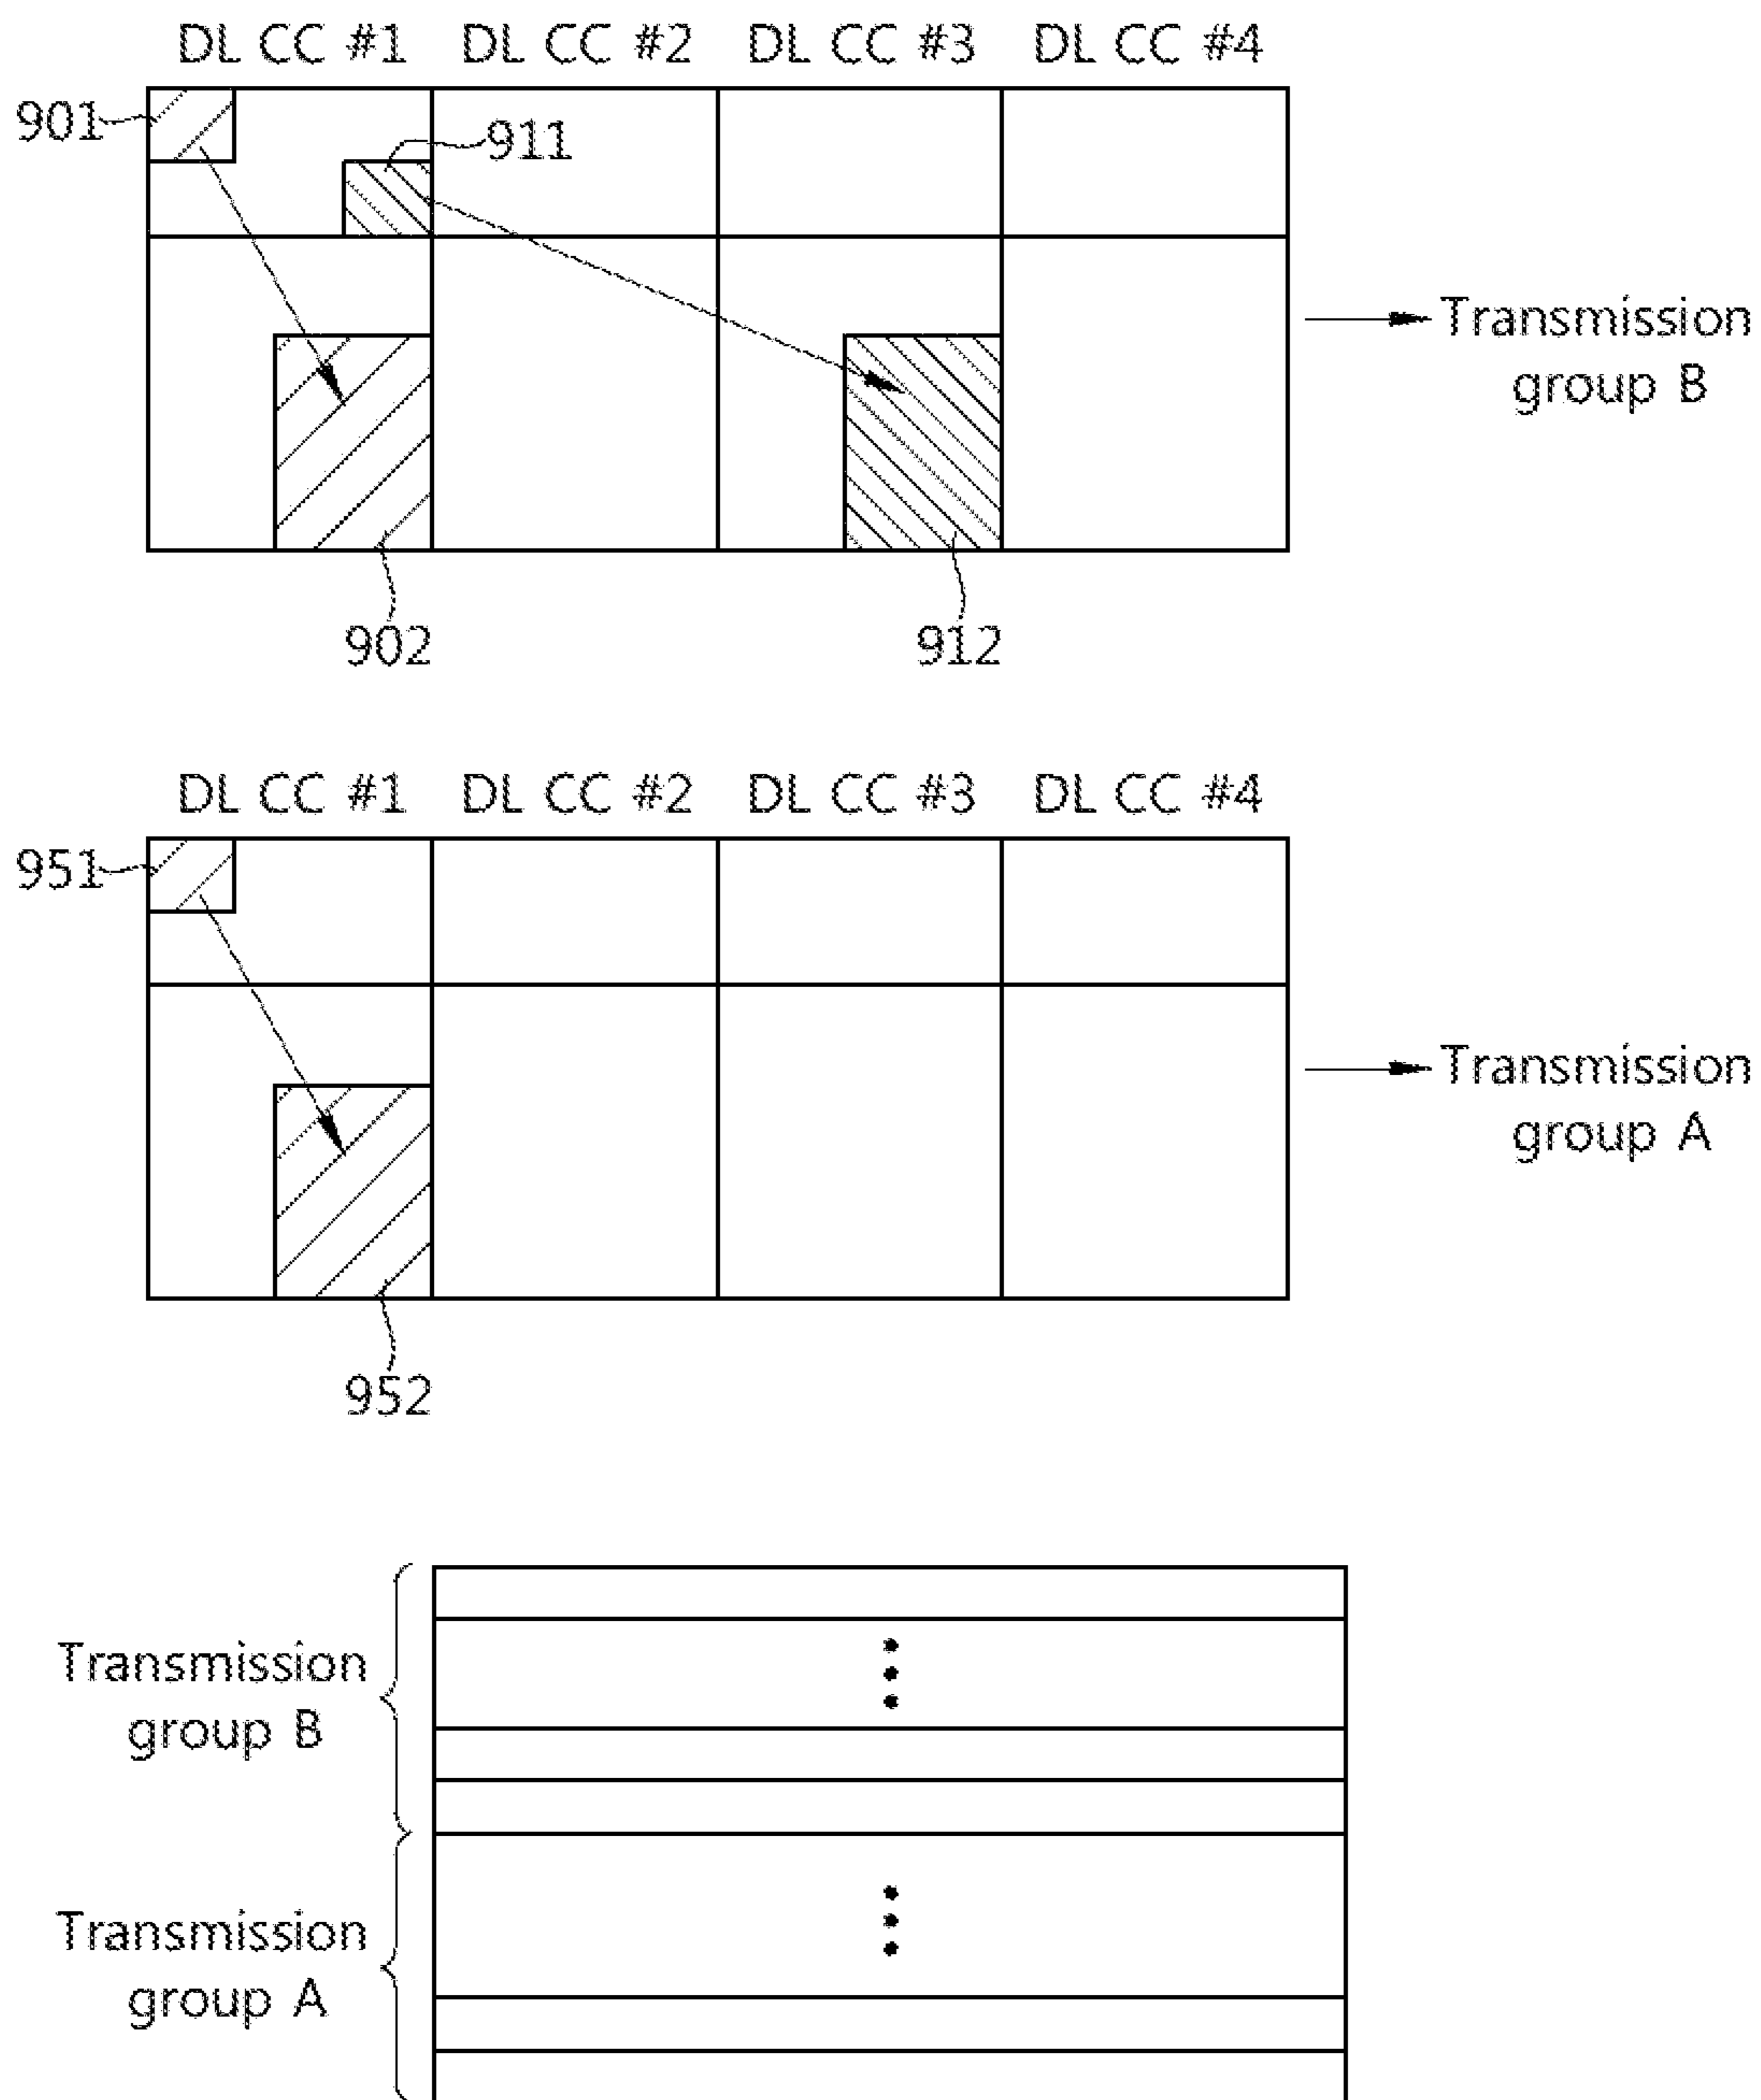 DL CC #1 DL CC #2 DL CC #3 DL CC #4
901
911
Transmission
group B
902 912
DL CC #1 DL CC #2 DL CC #3 DL CC #4
951
Transmission
group A
952
Transmission
group B
Transmission
group A